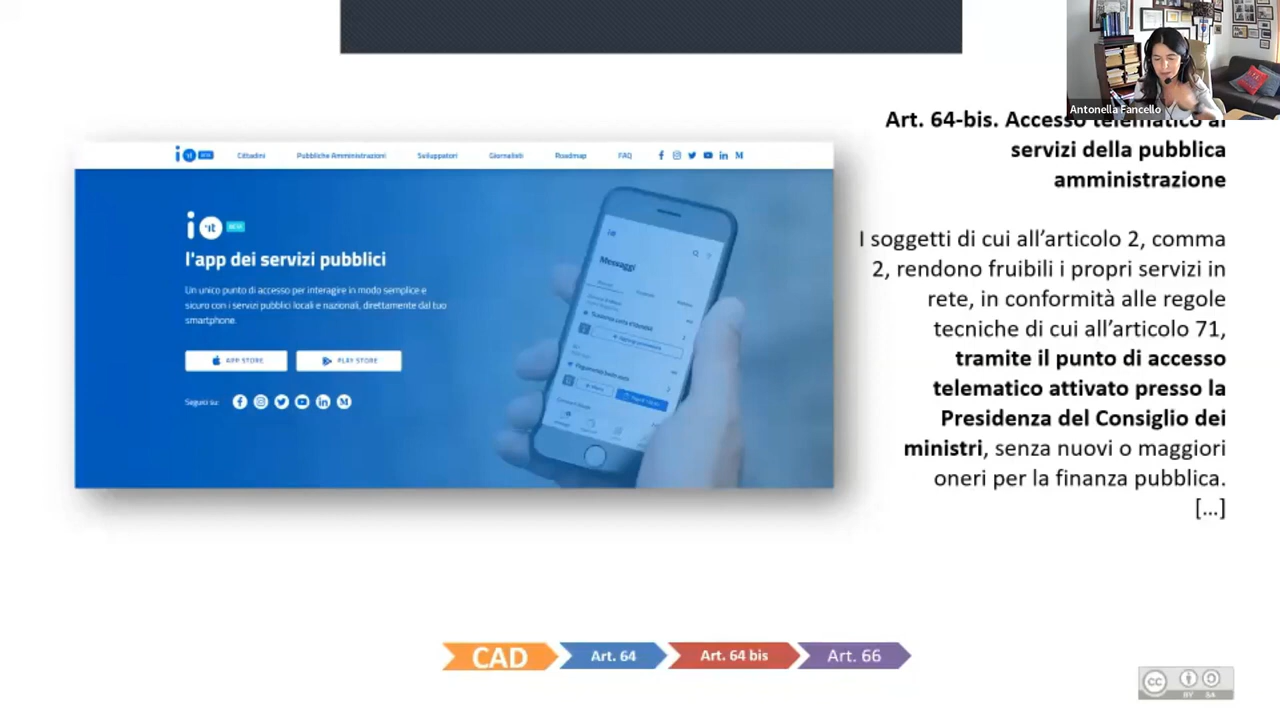 Antonella Fancello
Art. 64-bis. Accesso telematico ai
servizi della pubblica
amministrazione
I soggetti di cui all’articolo 2, comma
2, rendono fruibili i propri servizi in
rete, in conformità alle regole
tecniche di cui all’articolo 71,
tramite il punto di accesso
telematico attivato presso la
Presidenza del Consiglio dei
ministri, senza nuovi o maggiori
oneri per la finanza pubblica.
[...]
io BETA Cittadini Pubbliche Amministrazioni Sviluppatori Giornalisti Roadmap FAQ
io BETA
l'app dei servizi pubblici
Un unico punto di accesso per interagire in modo semplice e
sicuro con i servizi pubblici locali e nazionali, direttamente dal tuo
smartphone.
APP STORE PLAY STORE
Seguici su:
Messaggi
CAD Art. 64 Art. 64 bis Art. 66
cc BY SA